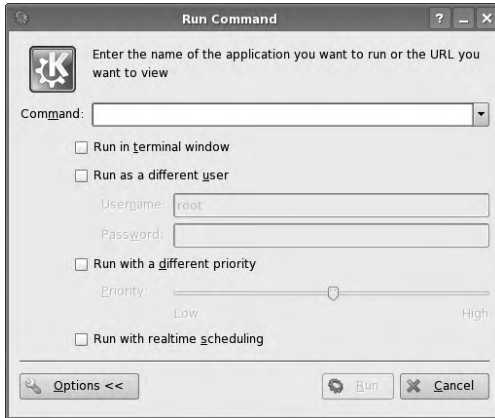 Run Command
Enter the name of the application you want to run or the URL you
want to view
Command:
Run in terminal window
Run as a different user
Username: root
Password:
Run with a different priority
Priority:
Low High
Run with realtime scheduling
Options << Run Cancel